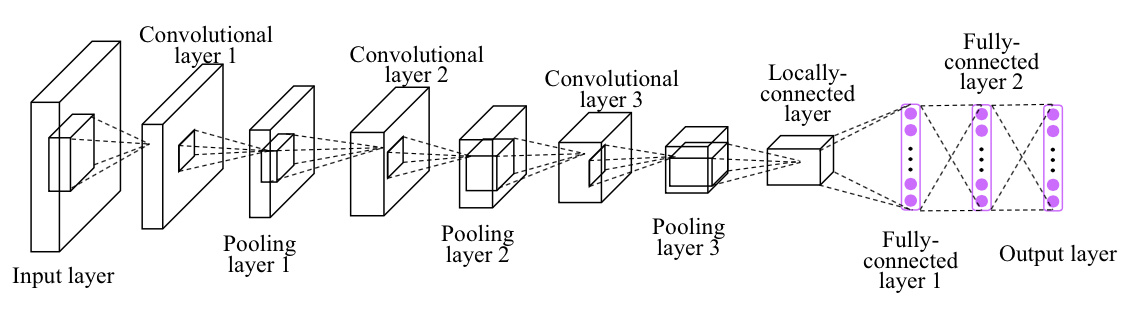 Input layer
Convolutional
layer 1
Pooling
layer 1
Convolutional
layer 2
Pooling
layer 2
Convolutional
layer 3
Pooling
layer 3
Locally-
connected
layer
Fully-
connected
layer 1
Fully-
connected
layer 2
Output layer